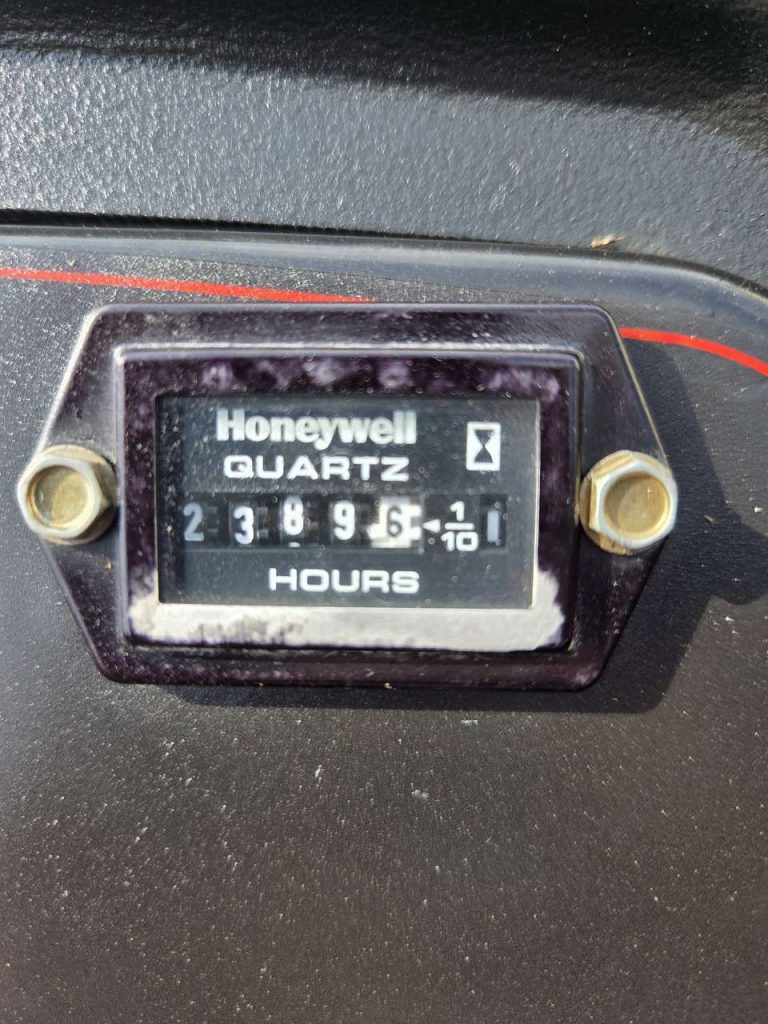 Honeywell
QUARTZ
2 3 8 9 6 1/10
HOURS